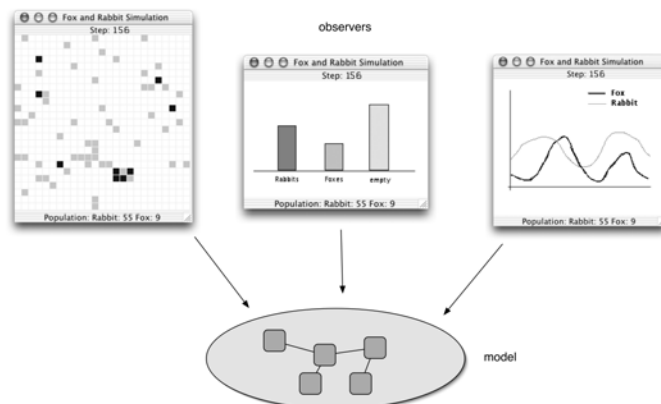 observers
Fox and Rabbit Simulation
Step: 156
Population: Rabbit: 55 Fox: 9
Fox and Rabbit Simulation
Step: 156
Rabbits Foxes empty
Population: Rabbit: 55 Fox: 9
Fox and Rabbit Simulation
Step: 156
Fox
Rabbit
Population: Rabbit: 55 Fox: 9
model